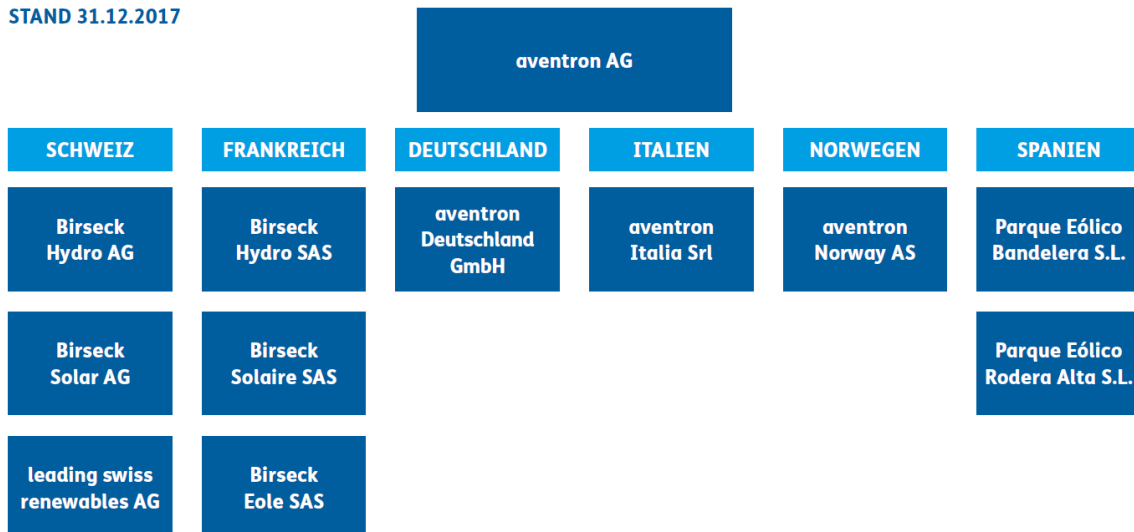 STAND 31.12.2017
aventron AG
SCHWEIZ
FRANKREICH
DEUTSCHLAND
ITALIEN
NORWEGEN
SPANIEN
Birseck
Hydro AG
Birseck
Hydro SAS
aventron
Deutschland
GmbH
aventron
Italia Srl
aventron
Norway AS
Parque Eólico
Bandelera S.L.
Birseck
Solar AG
Birseck
Solaire SAS
Parque Eólico
Rodera Alta S.L.
leading swiss
renewables AG
Birseck
Eole SAS